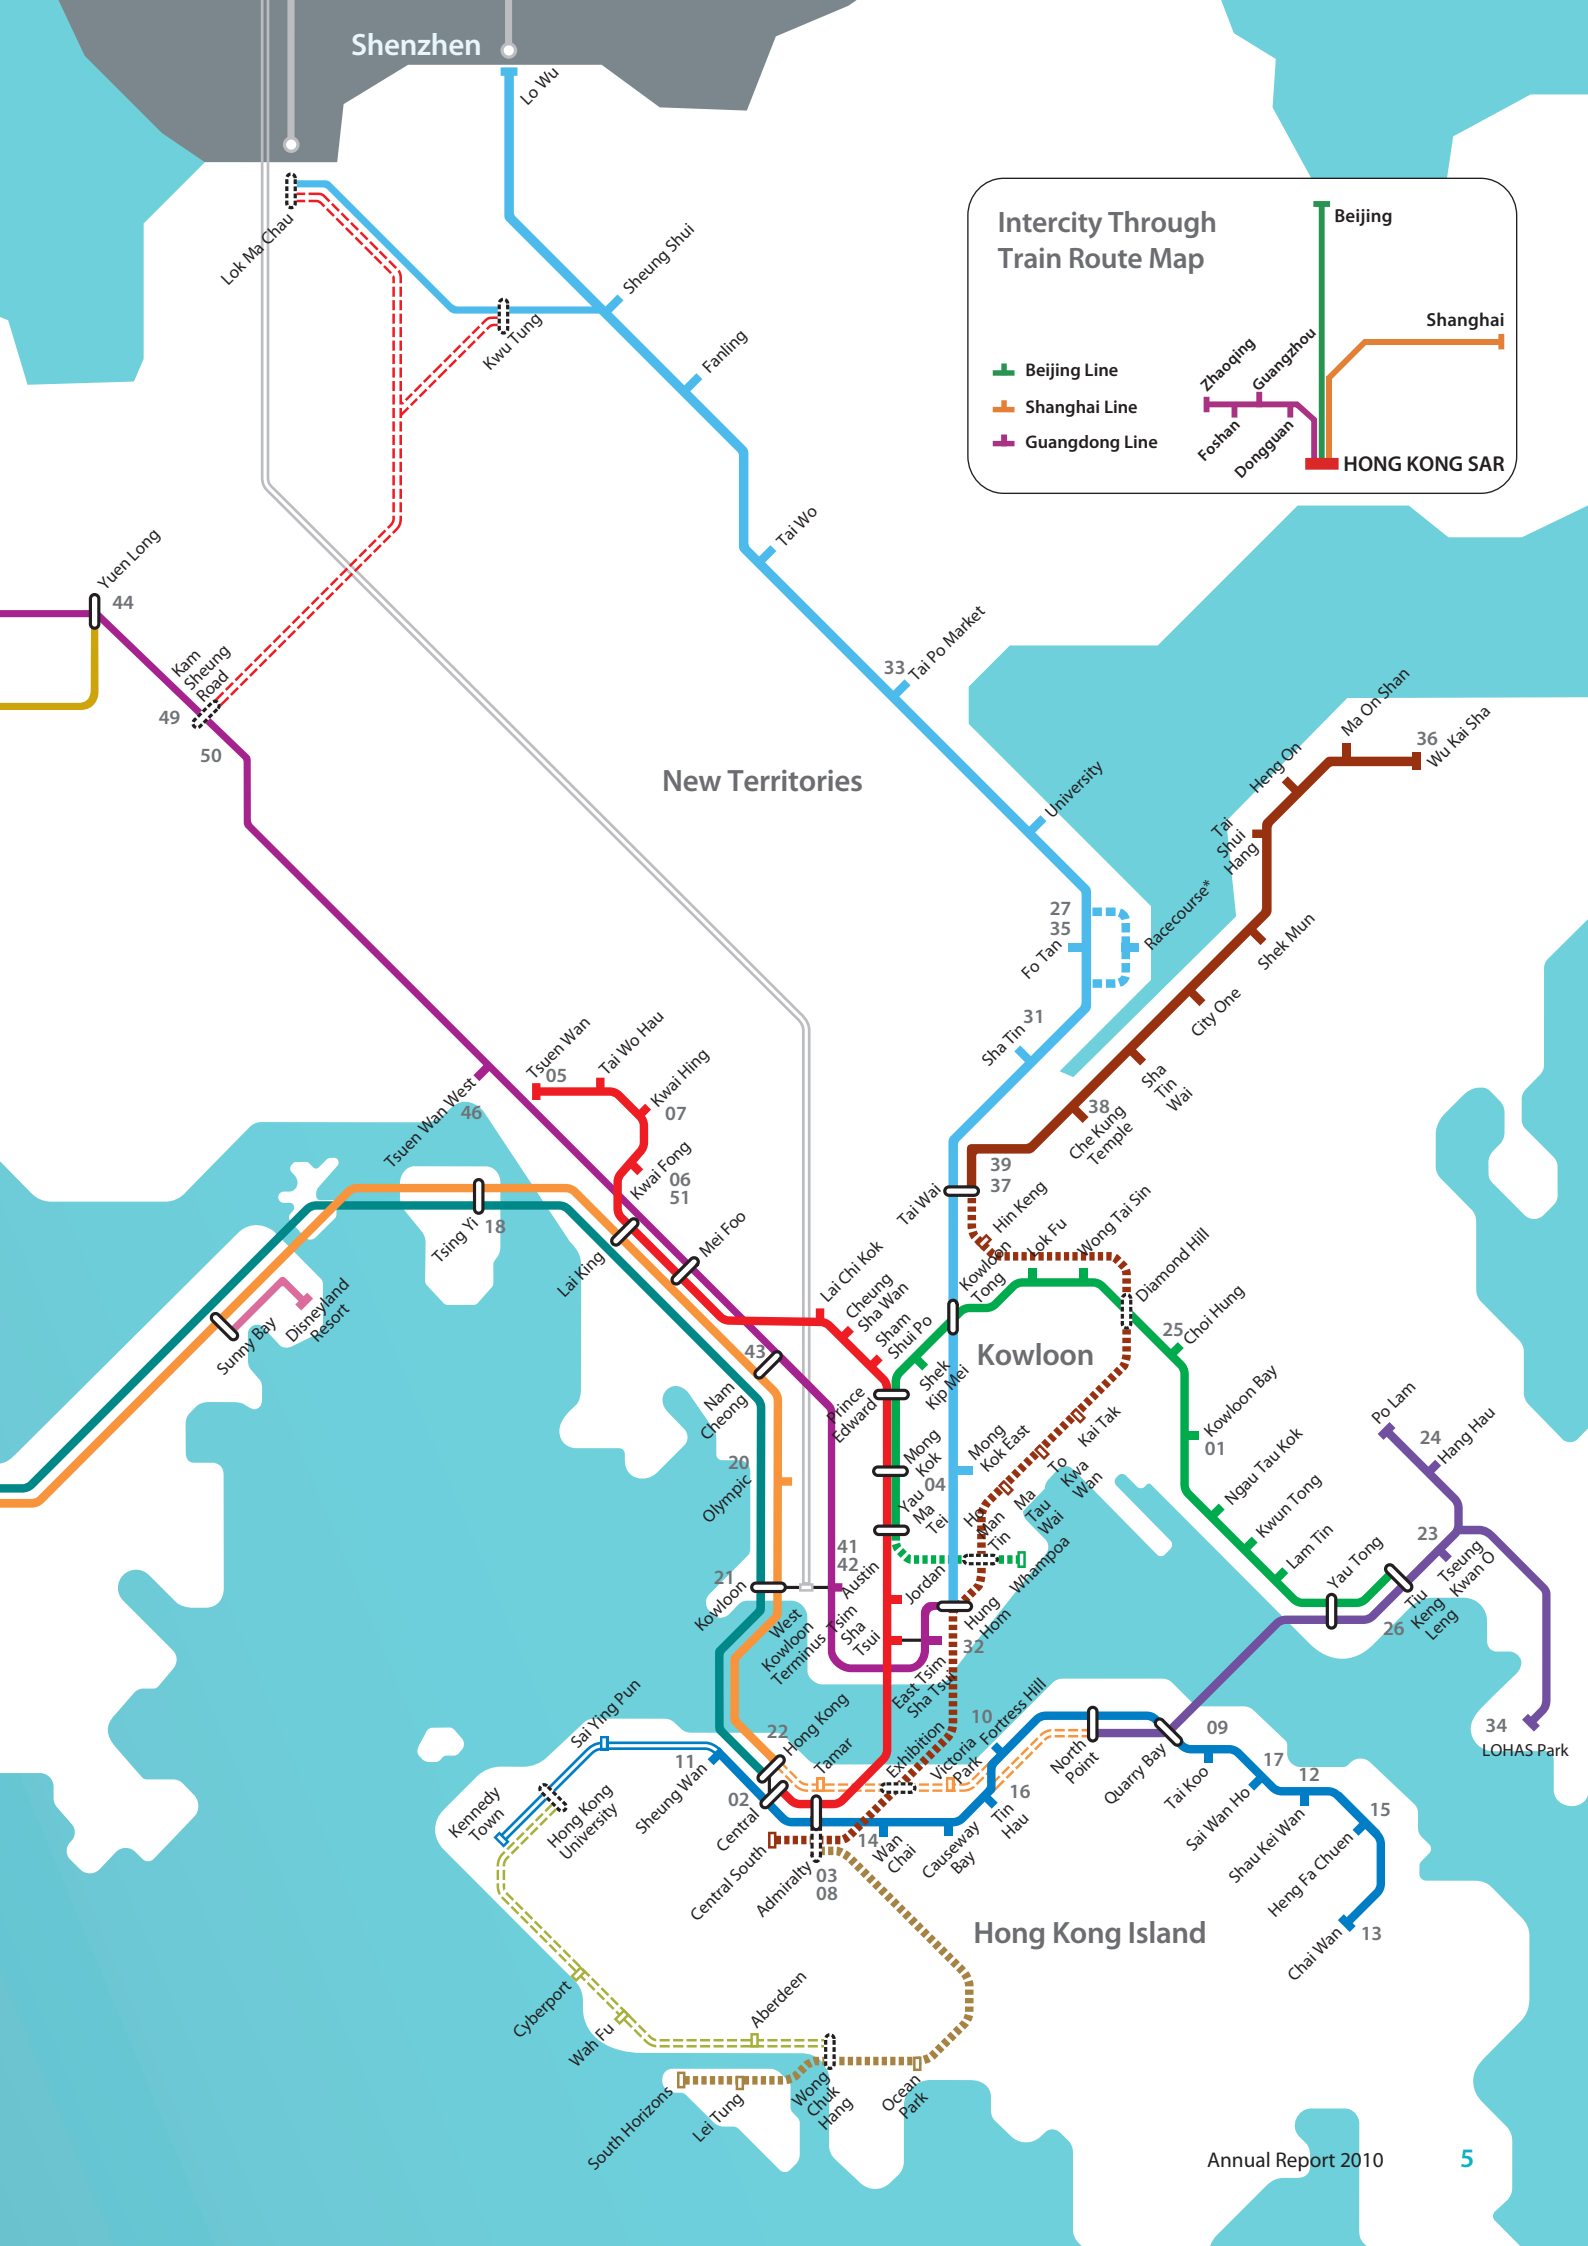 Shenzhen
Lo Wu
Lok Ma Chau
Sheung Shui
Kwu Tung
Fanling
Intercity Through
Train Route Map
Beijing
Shanghai
Zhaoqing
Guangzhou
Foshan
Dongguan
HONG KONG SAR
Beijing Line
Shanghai Line
Guangdong Line
Tai Wo
Yuen Long
44
Kam
Sheung
Road
49
50
33
Tai Po Market
New Territories
University
Ma On Shan
36
Wu Kai Sha
Heng On
Tai
Shui
Hang
27
35
Fo Tan
Racecourse*
Shek Mun
City One
Sha Tin
31
Sha
Tin
Wai
38
Che Kung
Temple
Tsuen Wan
05
Tai Wo Hau
Kwai Hing
07
Tsuen Wan West
46
Kwai Fong
06
51
39
37
Tai Wai
Hin Keng
Tsing Yi
18
Lai King
Mei Foo
Lai Chi Kok
Cheung
Sha Wan
Sham
Shui Po
Kowloon
Tong
Lok Fu
Wong Tai Sin
Diamond Hill
25
Choi Hung
Sunny Bay
Disneyland
Resort
43
Nam
Cheong
Prince
Edward
Shek
Kip Mei
Kowloon
Kowloon Bay
01
Po Lam
24
Hang Hau
20
Olympic
Mong
Kok
04
Mong
Kok East
Kai Tak
To
Kwa
Wan
Ma
Tau
Wai
Ngau Tau Kok
Kwun Tong
Lam Tin
Yau Tong
23
Tseung
Kwan O
Tiu
Keng
Leng
26
Yau
Ma
Tei
Ho
Man
Tin
Whampoa
41
42
Austin
Jordan
21
Kowloon
West
Kowloon
Terminus
Tsim
Sha
Tsui
Hung
Hom
32
East Tsim
Sha Tsui
34
LOHAS Park
Sai Ying Pun
22
Hong Kong
Tamar
Exhibition
Victoria
Park
10
Fortress Hill
North
Point
Quarry Bay
09
Tai Koo
17
Sai Wan Ho
12
Shau Kei Wan
15
Heng Fa Chuen
13
Chai Wan
Kennedy
Town
Hong Kong
University
11
Sheung Wan
02
Central
Central South
Admiralty
03
08
14
Wan
Chai
Causeway
Bay
16
Tin
Hau
Hong Kong Island
Cyberport
Wah Fu
Aberdeen
South Horizons
Lei Tung
Wong
Chuk
Hang
Ocean
Park
Annual Report 2010
5